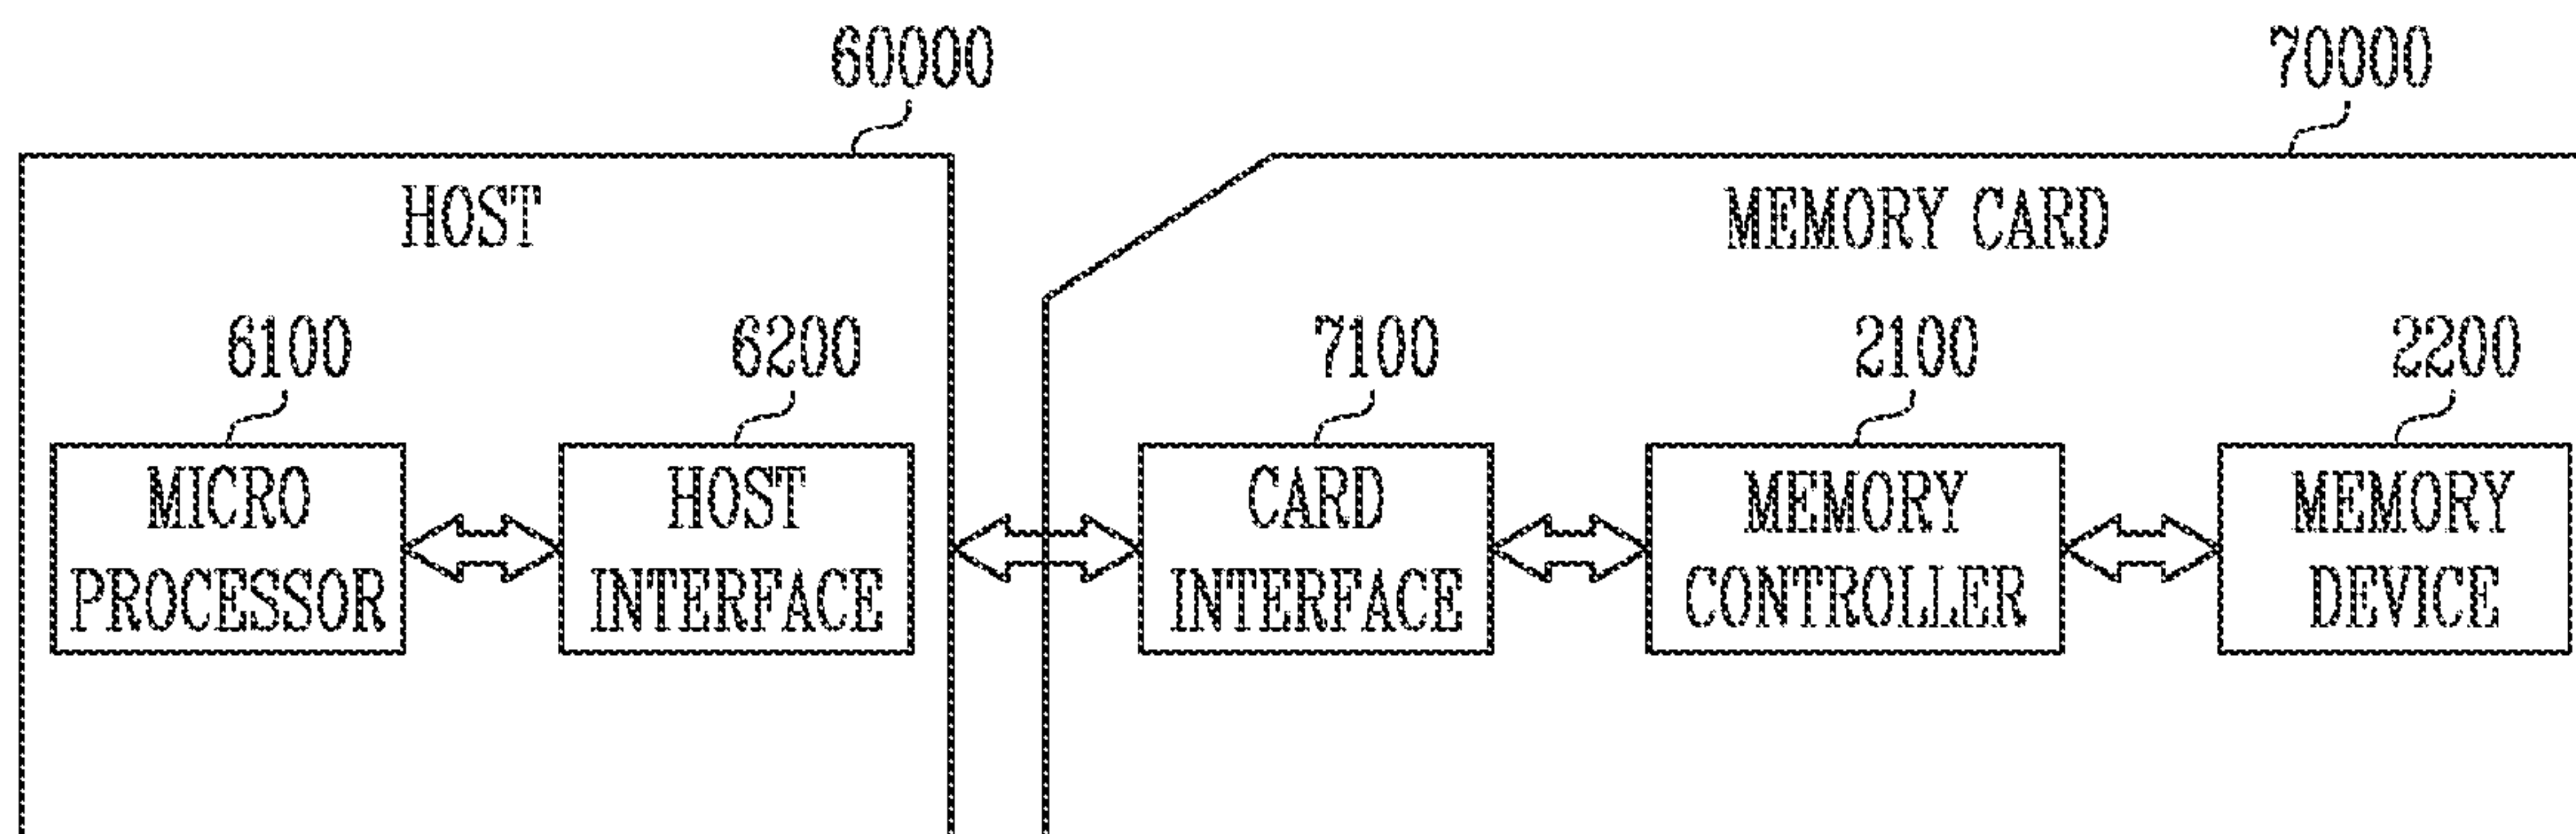 60000
70000
HOST
MEMORY CARD
6100
6200
7100
2100
2200
MICRO
PROCESSOR
HOST
INTERFACE
CARD
INTERFACE
MEMORY
CONTROLLER
MEMORY
DEVICE